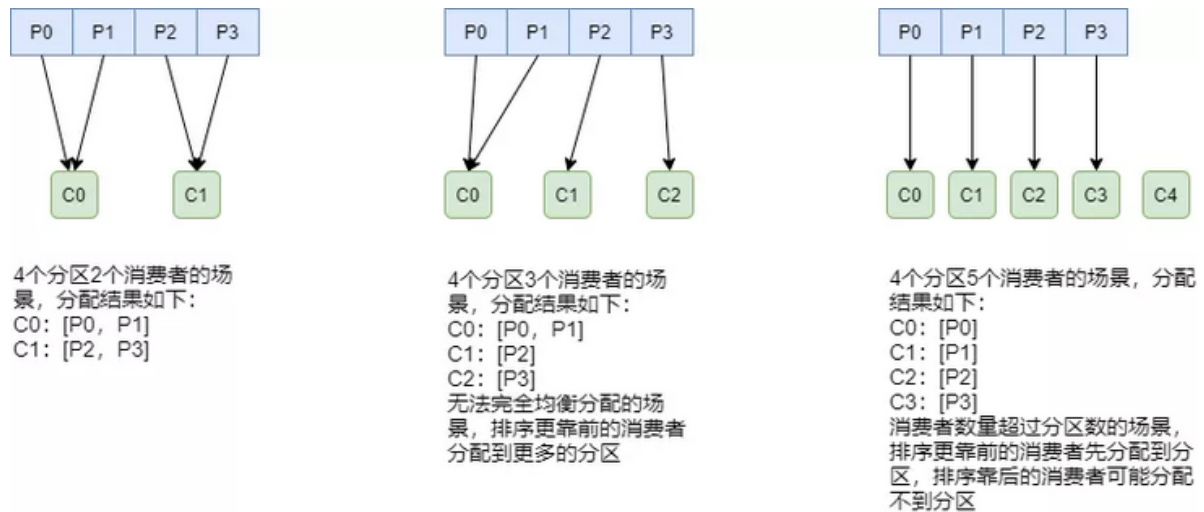 P0 P1 P2 P3
C0 C1
4个分区2个消费者的场
景，分配结果如下：
C0：[P0，P1]
C1：[P2，P3]
P0 P1 P2 P3
C0 C1 C2
4个分区3个消费者的场
景，分配结果如下：
C0：[P0，P1]
C1：[P2]
C2：[P3]
无法完全均衡分配的场
景，排序更靠前的消费者
分配到更多的分区
P0 P1 P2 P3
C0 C1 C2 C3 C4
4个分区5个消费者的场景，分配
结果如下：
C0：[P0]
C1：[P1]
C2：[P2]
C3：[P3]
消费者数量超过分区数的场景，
排序更靠前的消费者先分配到分
区，排序靠后的消费者可能分配
不到分区